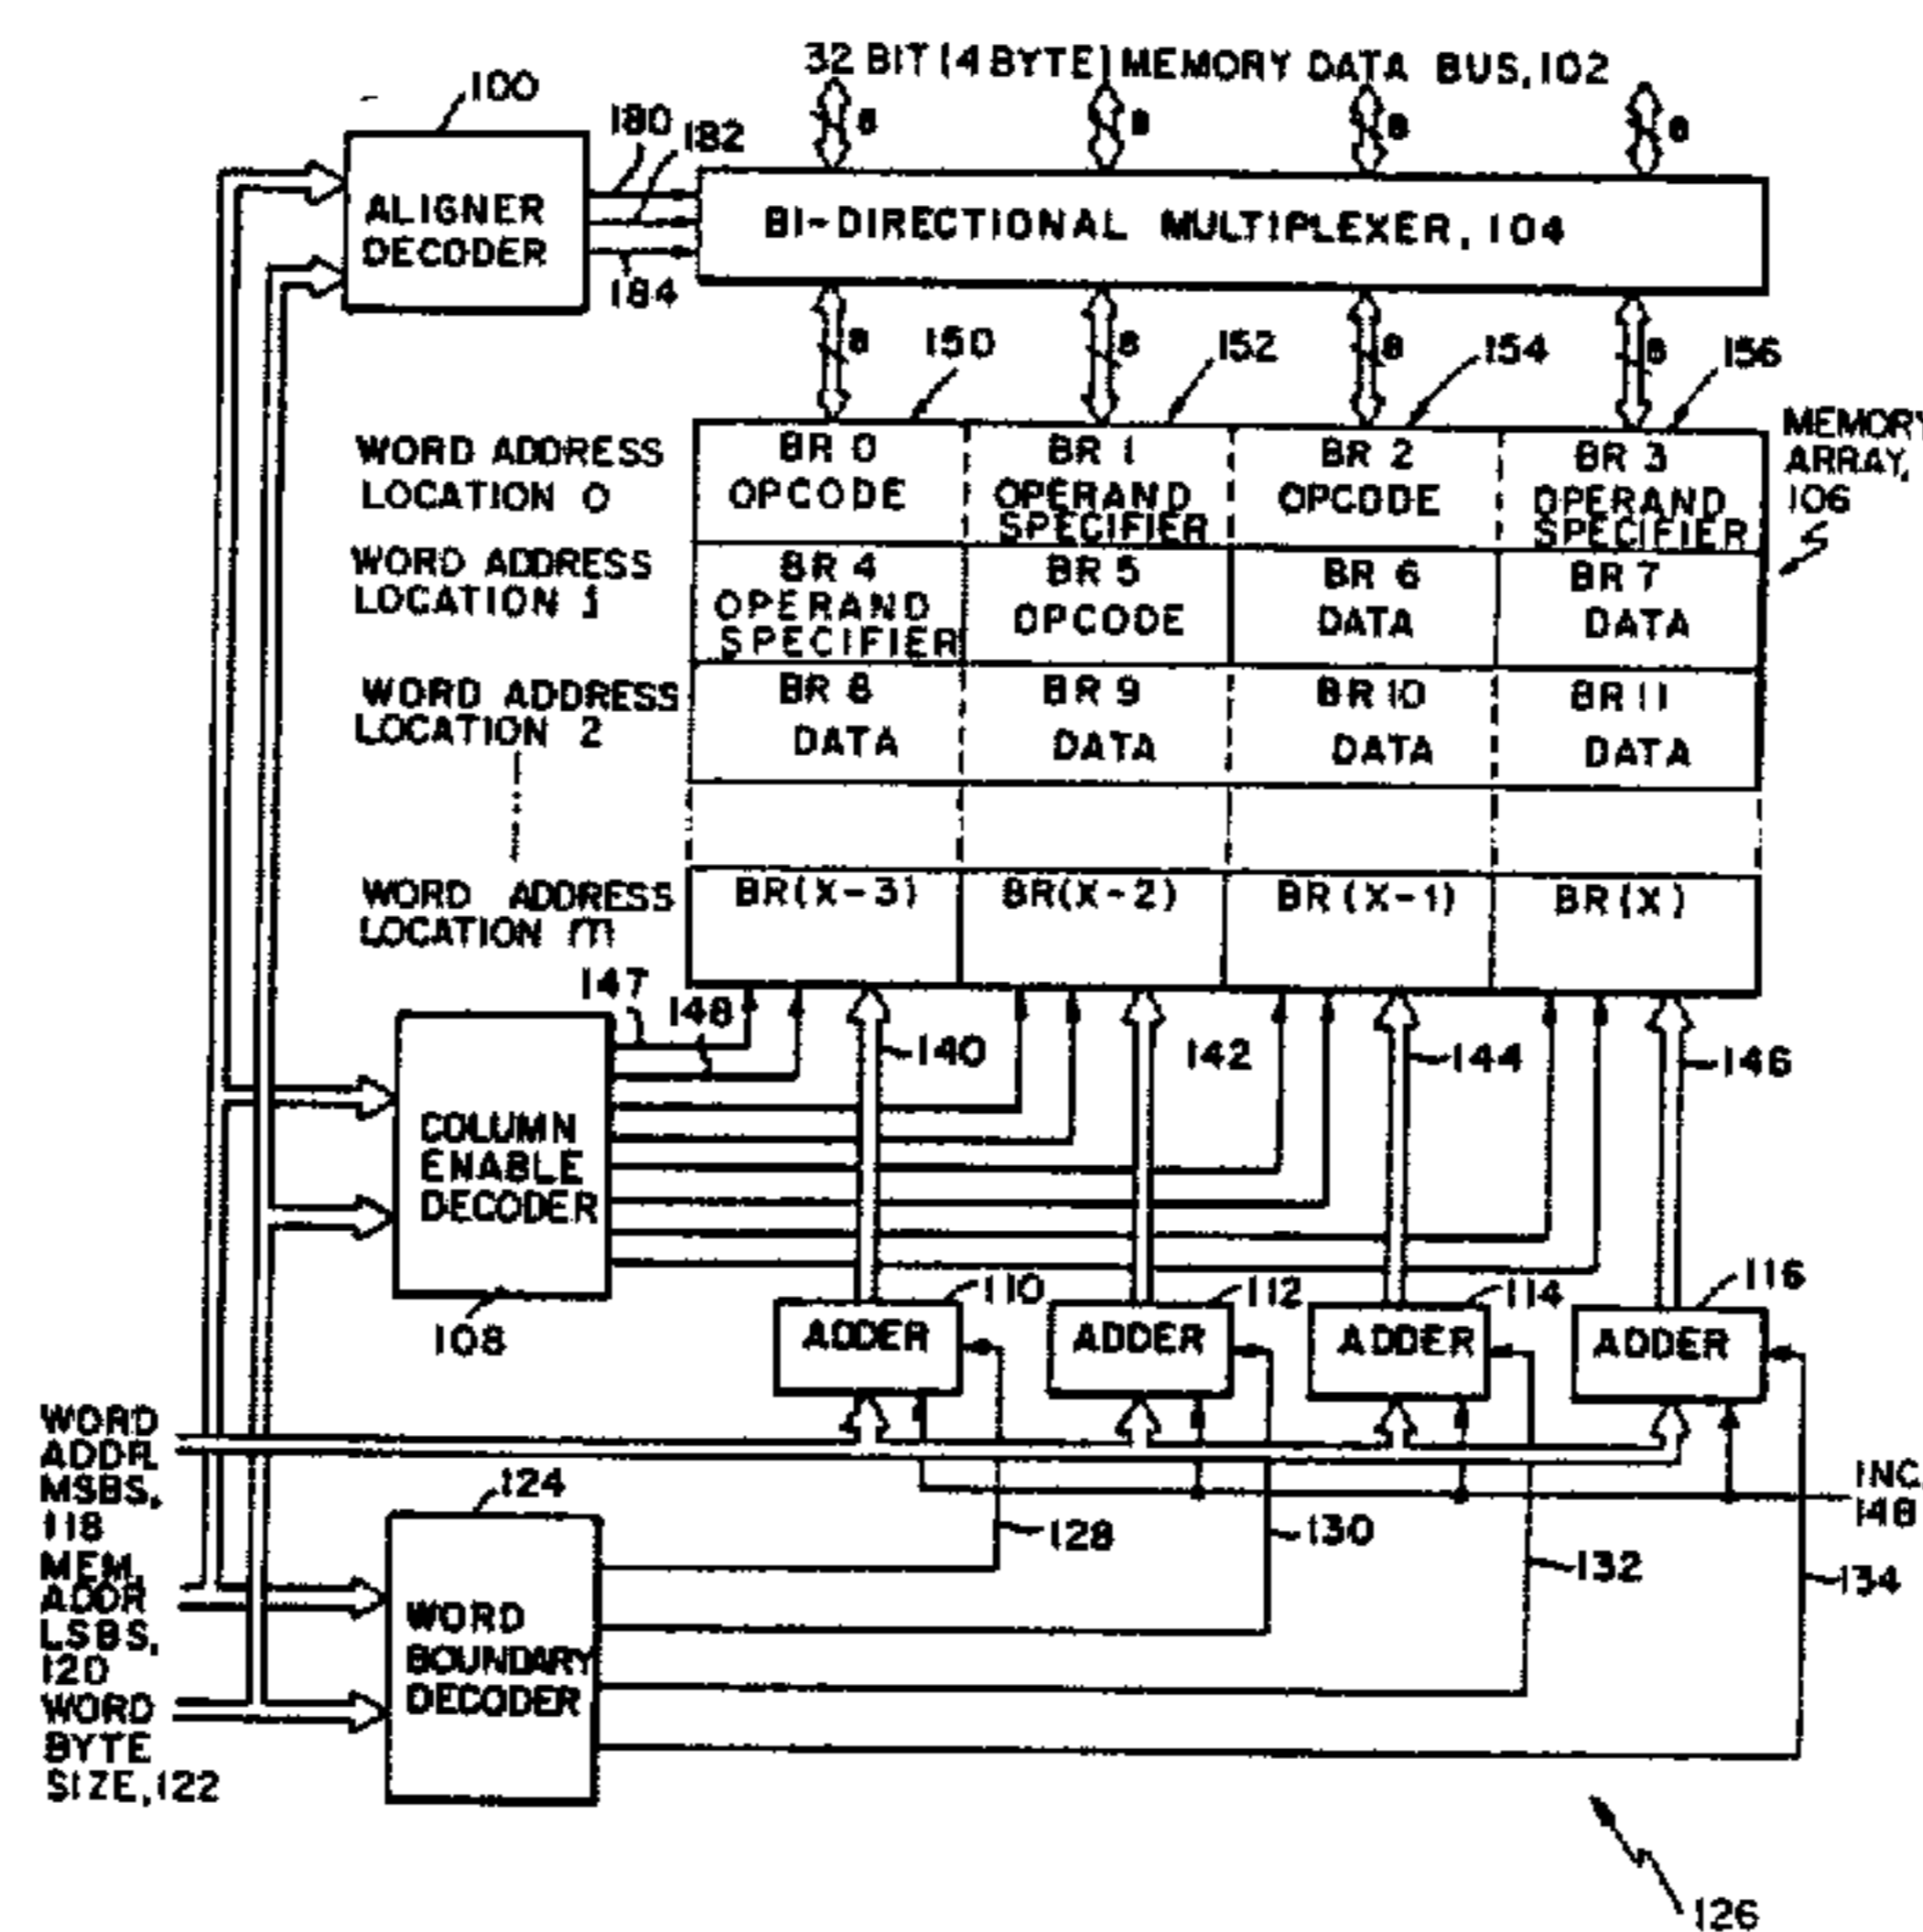 32 BIT (4 BYTE) MEMORY DATA BUS, 102
100
180
182
8 8 8 8
ALIGNER
DECODER
BI-DIRECTIONAL MULTIPLEXER, 104
184
8 150 8 152 8 154 8 156
MEMORY
ARRAY,
106
WORD ADDRESS
LOCATION 0
BR 0
OPCODE
BR 1
OPERAND
SPECIFIER
BR 2
OPCODE
BR 3
OPERAND
SPECIFIER
WORD ADDRESS
LOCATION 1
BR 4
OPERAND
SPECIFIER
BR 5
OPCODE
BR 6
DATA
BR 7
DATA
WORD ADDRESS
LOCATION 2
BR 8
DATA
BR 9
DATA
BR 10
DATA
BR 11
DATA
WORD ADDRESS
LOCATION m
BR(X-3)
BR(X-2)
BR(X-1)
BR(X)
147
148
140
142
144
146
COLUMN
ENABLE
DECODER
108
110
112
114
116
ADDER
ADDER
ADDER
ADDER
WORD
ADDR.
MSBS,
118
MEM
ADDR
LSBS,
120
WORD
BYTE
SIZE, 122
124
INC.
148
128
130
132
134
WORD
BOUNDARY
DECODER
126